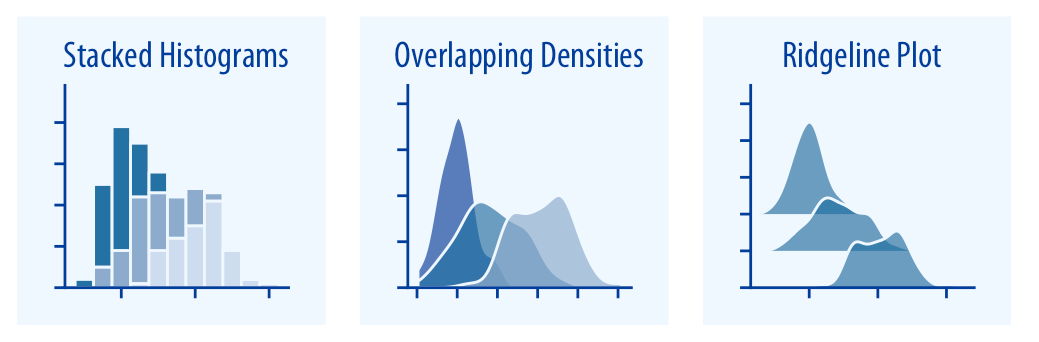 Stacked Histograms
Overlapping Densities
Ridgeline Plot